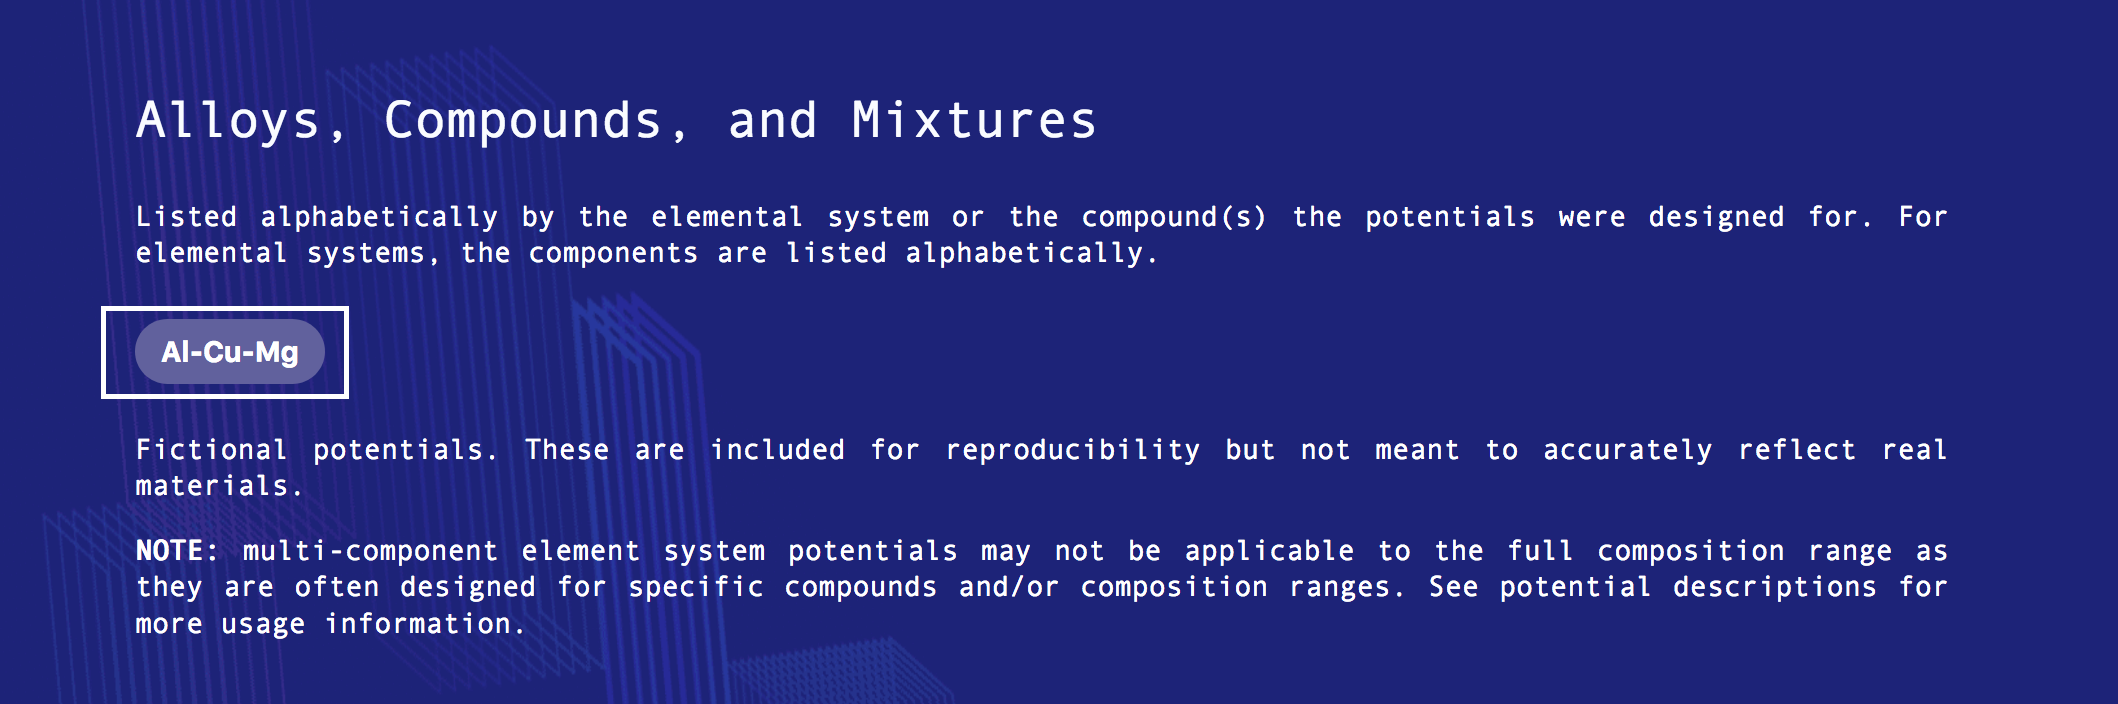 Alloys, Compounds, and Mixtures
Listed alphabetically by the elemental system or the compound(s) the potentials were designed for. For
elemental systems, the components are listed alphabetically.
Al-Cu-Mg
Fictional potentials. These are included for reproducibility but not meant to accurately reflect real
materials.
NOTE: multi-component element system potentials may not be applicable to the full composition range as
they are often designed for specific compounds and/or composition ranges. See potential descriptions for
more usage information.